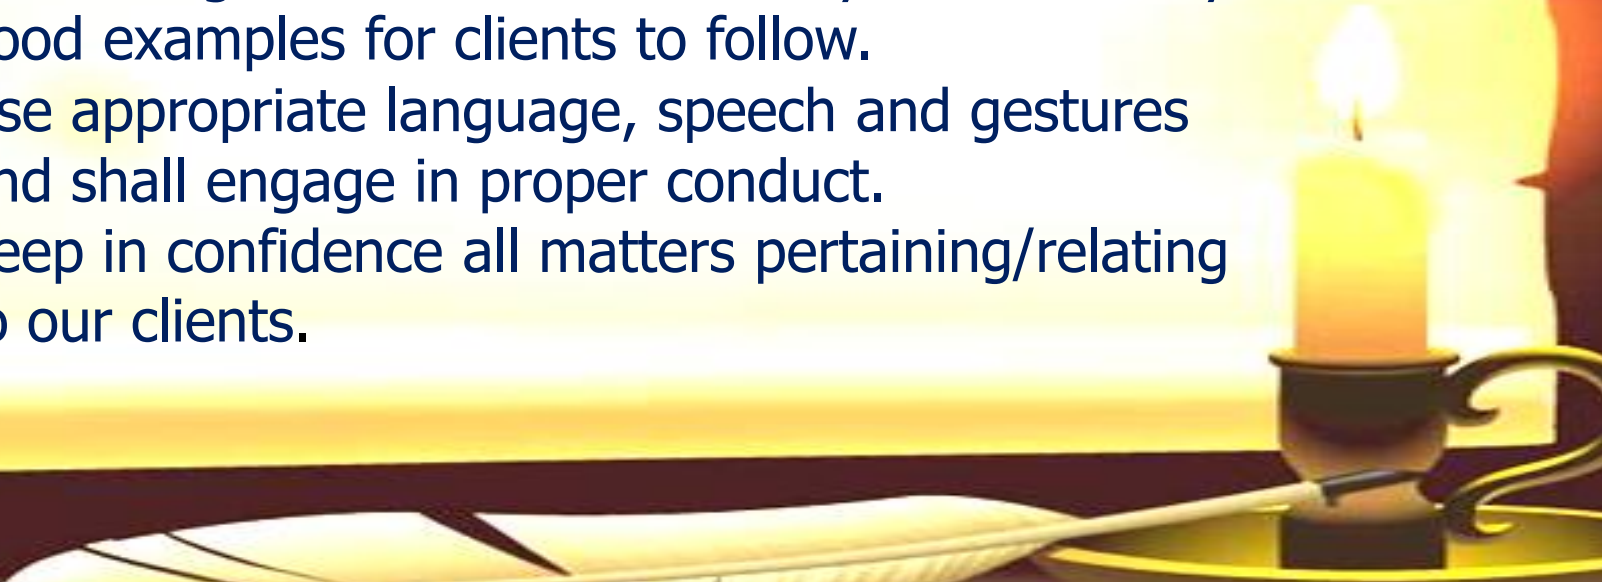 ood examples for clients to follow.
se appropriate language, speech and gestures
nd shall engage in proper conduct.
eep in confidence all matters pertaining/relating
o our clients.